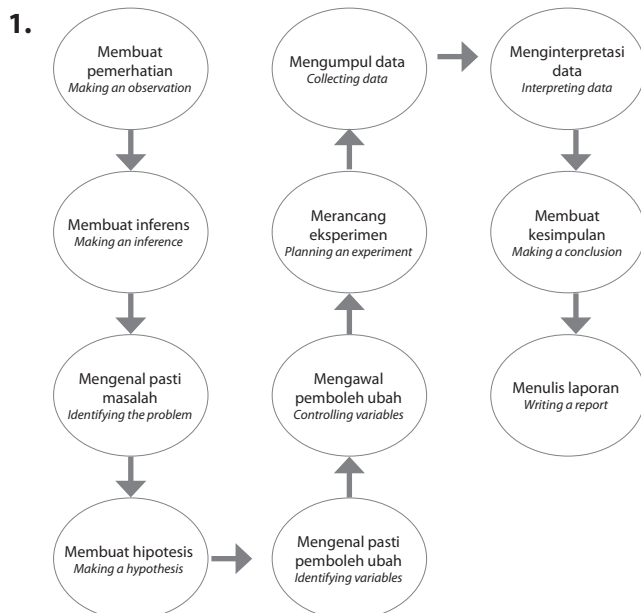 1.
Membuat
pemerhatian
Making an observation
Membuat inferens
Making an inference
Mengenal pasti
masalah
Identifying the problem
Membuat hipotesis
Making a hypothesis
Mengenal pasti
pemboleh ubah
Identifying variables
Mengawal
pemboleh ubah
Controlling variables
Merancang
eksperimen
Planning an experiment
Mengumpul data
Collecting data
Menginterpretasi
data
Interpreting data
Membuat
kesimpulan
Making a conclusion
Menulis laporan
Writing a report